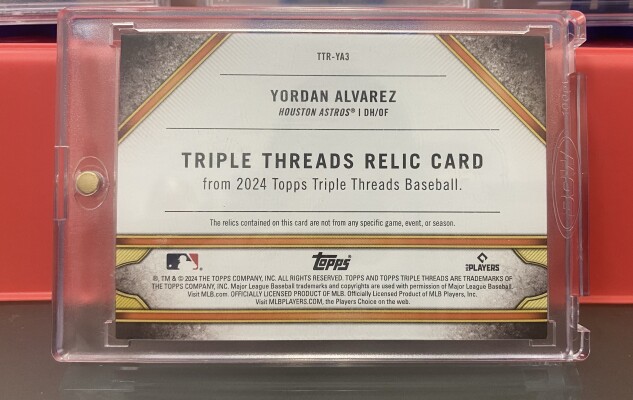 TTR-YA3
YORDAN ALVAREZ
HOUSTON ASTROS® | DH/OF
TRIPLE THREADS RELIC CARD
from 2024 Topps Triple Threads Baseball.
The relics contained on this card are not from any specific game, event, or season.
Topps
PLAYERS
®, TM & © 2024 THE TOPPS COMPANY, INC. ALL RIGHTS RESERVED. TOPPS AND TOPPS TRIPLE THREADS ARE TRADEMARKS OF
THE TOPPS COMPANY, INC. Major League Baseball trademarks and copyrights are used with permission of Major League Baseball.
Visit MLB.com. OFFICIALLY LICENSED PRODUCT OF MLB. Officially Licensed Product of MLB Players, Inc.
Visit MLBPLAYERS.COM, the Players Choice on the web.